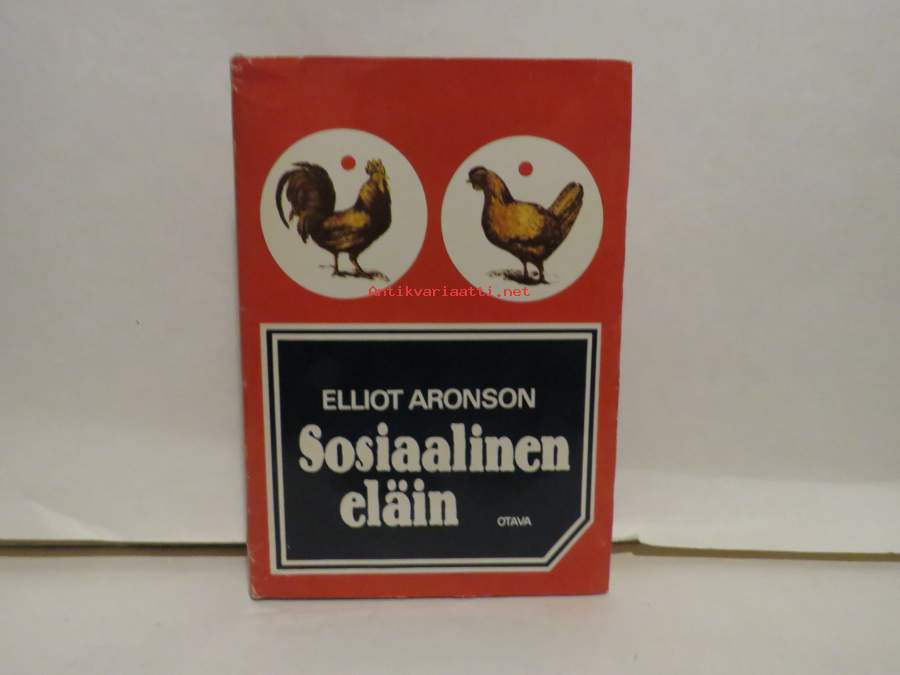 Antikvariaatti.net
ELLIOT ARONSON
Sosiaalinen
eläin
OTAVA